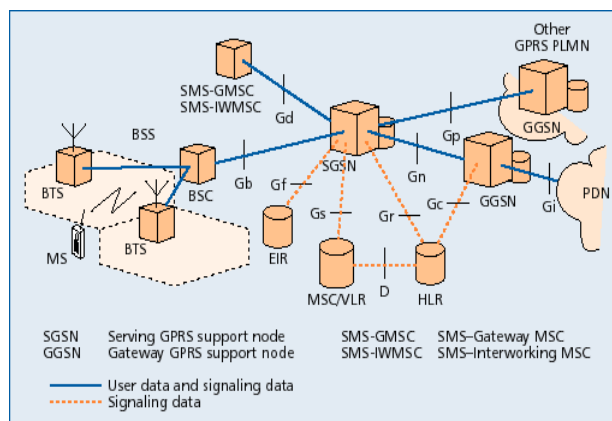 Other
GPRS PLMN
SMS-GMSC
SMS-IWMSC
Gd
BSS
SGSN
Gp
GGSN
BTS
BSC
Gb
Gf
Gn
GGSN
Gi
PDN
Gs
Gr
Gc
MS
BTS
EIR
MSC/VLR
D
HLR
SGSN Serving GPRS support node SMS-GMSC SMS–Gateway MSC
GGSN Gateway GPRS support node SMS-IWMSC SMS–Interworking MSC
User data and signaling data
Signaling data